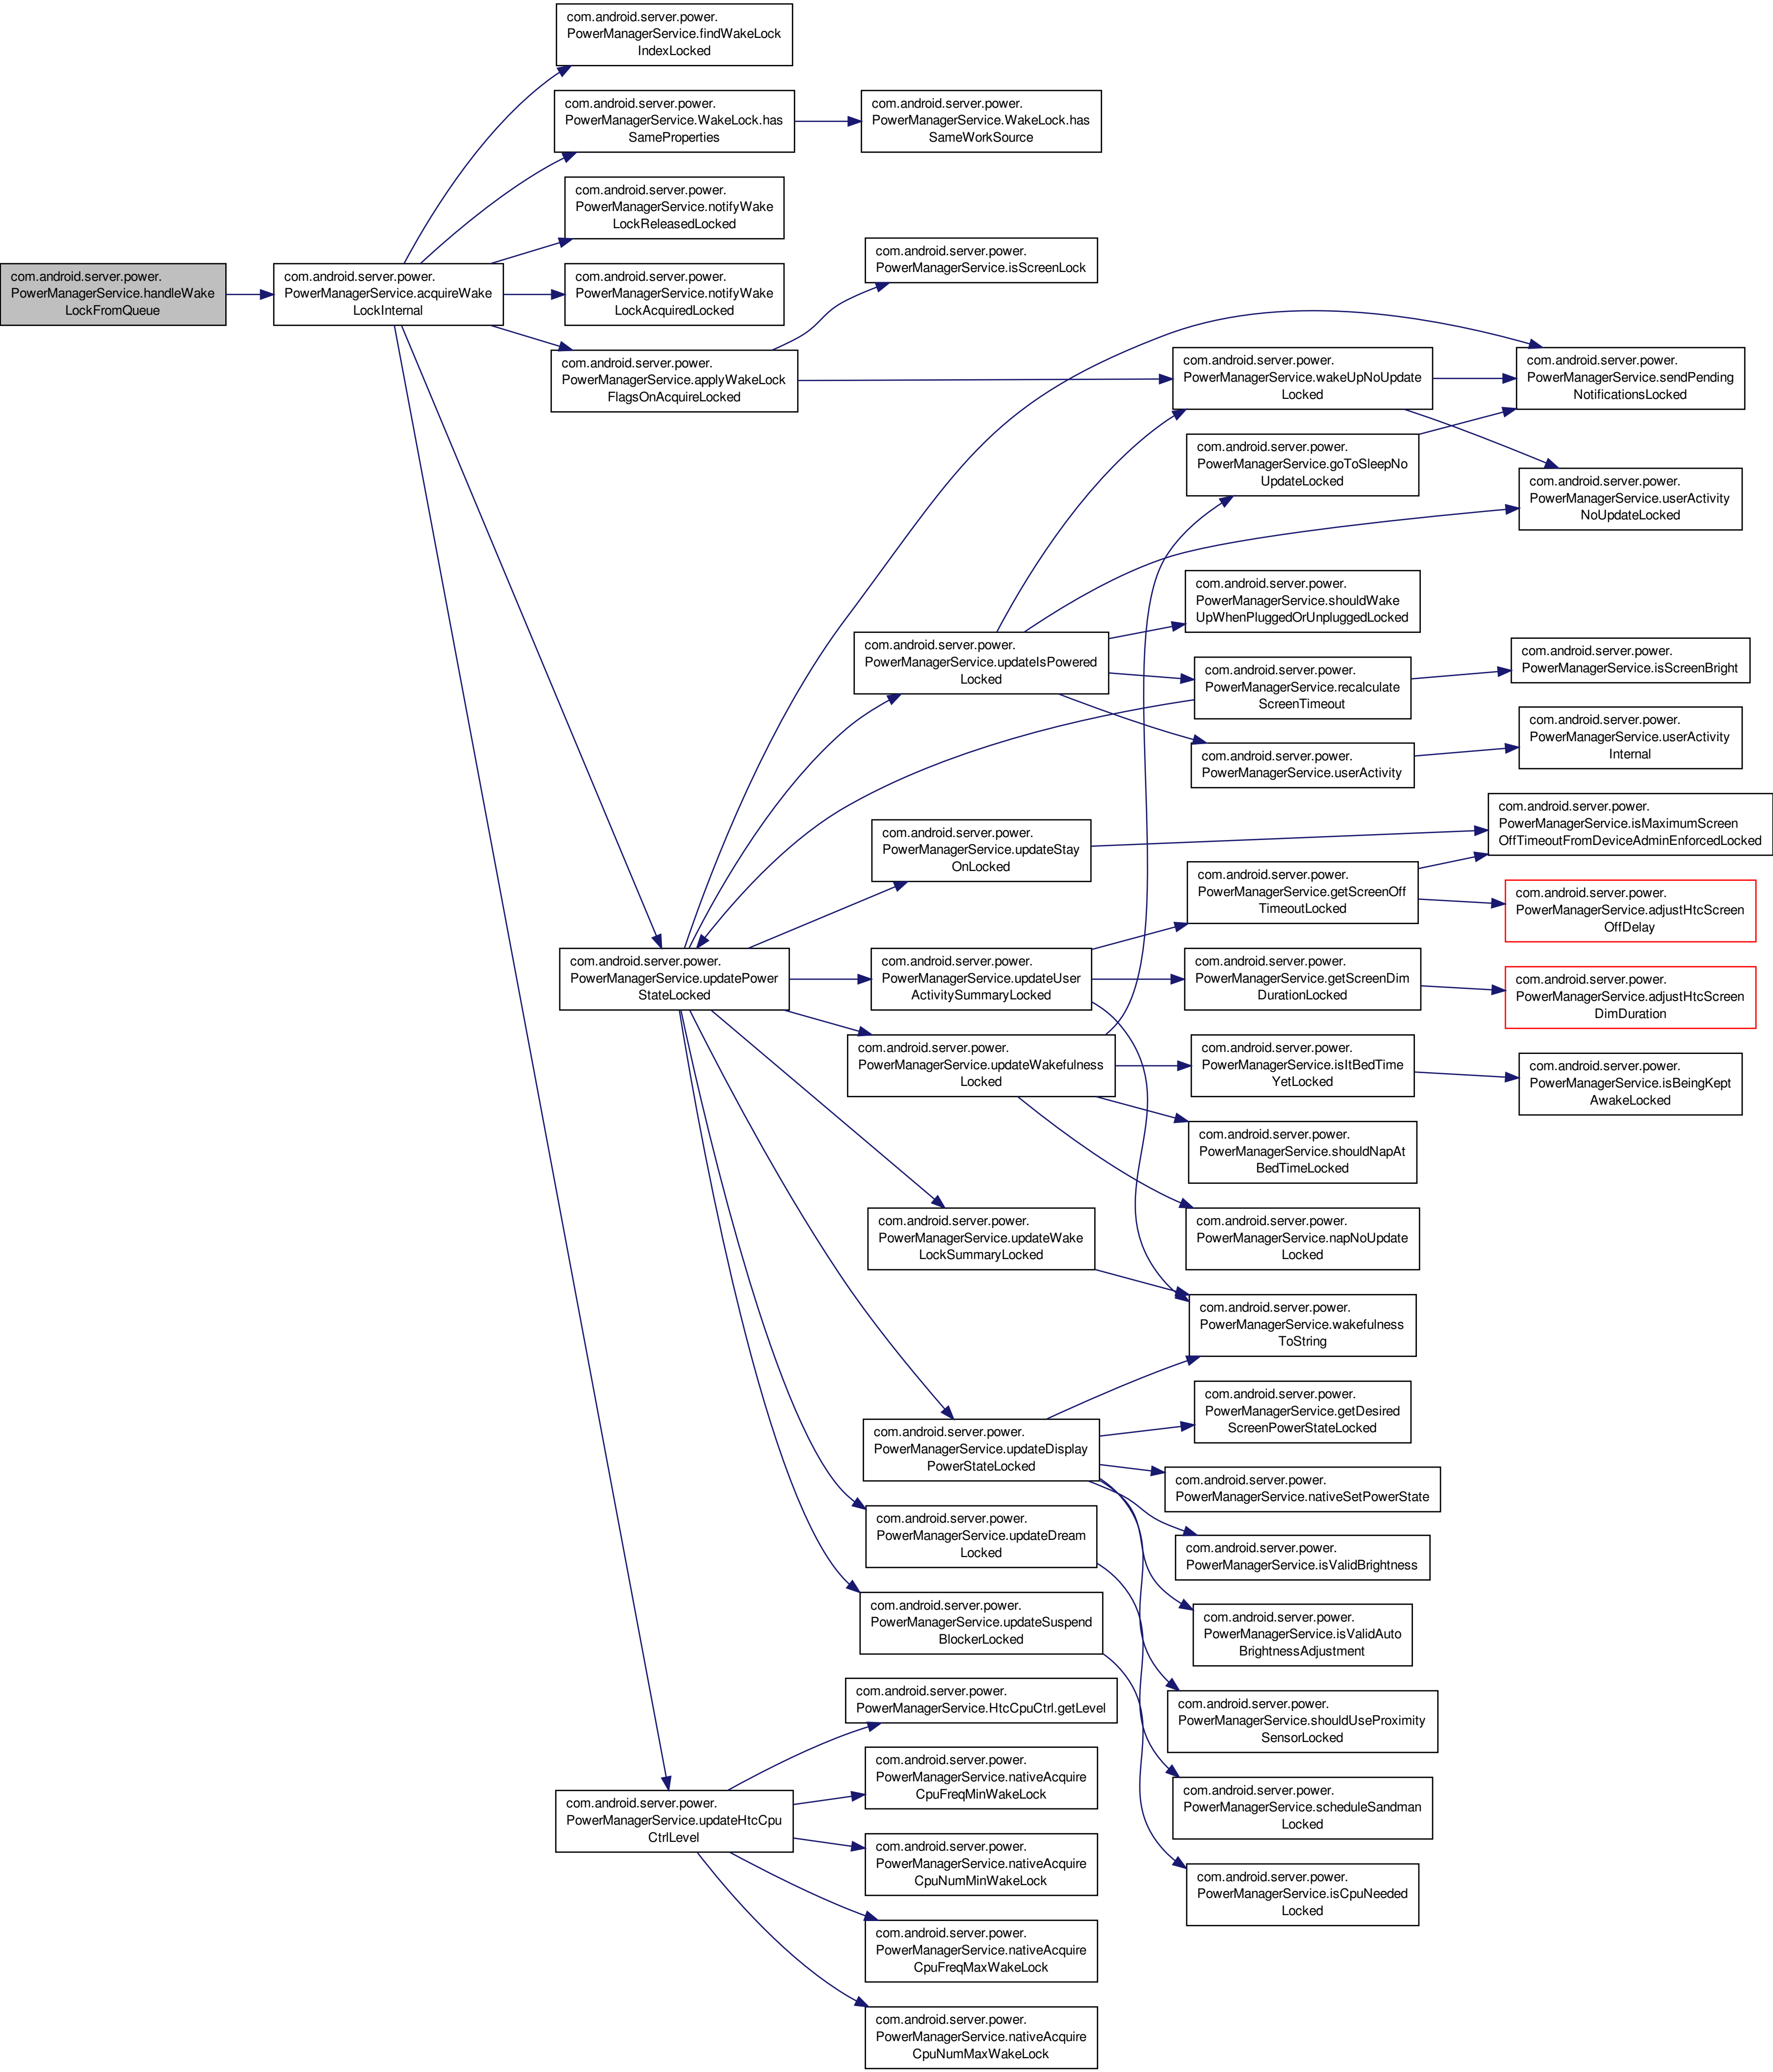 com.android.server.power.
PowerManagerService.findWakeLock
IndexLocked
com.android.server.power.
PowerManagerService.WakeLock.has
SameProperties
com.android.server.power.
PowerManagerService.WakeLock.has
SameWorkSource
com.android.server.power.
PowerManagerService.notifyWake
LockReleasedLocked
com.android.server.power.
PowerManagerService.handleWake
LockFromQueue
com.android.server.power.
PowerManagerService.acquireWake
LockInternal
com.android.server.power.
PowerManagerService.notifyWake
LockAcquiredLocked
com.android.server.power.
PowerManagerService.isScreenLock
com.android.server.power.
PowerManagerService.applyWakeLock
FlagsOnAcquireLocked
com.android.server.power.
PowerManagerService.wakeUpNoUpdate
Locked
com.android.server.power.
PowerManagerService.sendPending
NotificationsLocked
com.android.server.power.
PowerManagerService.goToSleepNo
UpdateLocked
com.android.server.power.
PowerManagerService.userActivity
NoUpdateLocked
com.android.server.power.
PowerManagerService.shouldWake
UpWhenPluggedOrUnpluggedLocked
com.android.server.power.
PowerManagerService.updateIsPowered
Locked
com.android.server.power.
PowerManagerService.recalculate
ScreenTimeout
com.android.server.power.
PowerManagerService.isScreenBright
com.android.server.power.
PowerManagerService.userActivity
com.android.server.power.
PowerManagerService.userActivity
Internal
com.android.server.power.
PowerManagerService.updateStay
OnLocked
com.android.server.power.
PowerManagerService.isMaximumScreen
OffTimeoutFromDeviceAdminEnforcedLocked
com.android.server.power.
PowerManagerService.getScreenOff
TimeoutLocked
com.android.server.power.
PowerManagerService.adjustHtcScreen
OffDelay
com.android.server.power.
PowerManagerService.updatePower
StateLocked
com.android.server.power.
PowerManagerService.updateUser
ActivitySummaryLocked
com.android.server.power.
PowerManagerService.getScreenDim
DurationLocked
com.android.server.power.
PowerManagerService.adjustHtcScreen
DimDuration
com.android.server.power.
PowerManagerService.updateWakefulness
Locked
com.android.server.power.
PowerManagerService.isItBedTime
YetLocked
com.android.server.power.
PowerManagerService.isBeingKept
AwakeLocked
com.android.server.power.
PowerManagerService.shouldNapAt
BedTimeLocked
com.android.server.power.
PowerManagerService.updateWake
LockSummaryLocked
com.android.server.power.
PowerManagerService.napNoUpdate
Locked
com.android.server.power.
PowerManagerService.wakefulness
ToString
com.android.server.power.
PowerManagerService.getDesired
ScreenPowerStateLocked
com.android.server.power.
PowerManagerService.updateDisplay
PowerStateLocked
com.android.server.power.
PowerManagerService.nativeSetPowerState
com.android.server.power.
PowerManagerService.updateDream
Locked
com.android.server.power.
PowerManagerService.isValidBrightness
com.android.server.power.
PowerManagerService.updateSuspend
BlockerLocked
com.android.server.power.
PowerManagerService.isValidAuto
BrightnessAdjustment
com.android.server.power.
PowerManagerService.HtcCpuCtrl.getLevel
com.android.server.power.
PowerManagerService.shouldUseProximity
SensorLocked
com.android.server.power.
PowerManagerService.updateHtcCpu
CtrlLevel
com.android.server.power.
PowerManagerService.nativeAcquire
CpuFreqMinWakeLock
com.android.server.power.
PowerManagerService.scheduleSandman
Locked
com.android.server.power.
PowerManagerService.nativeAcquire
CpuNumMinWakeLock
com.android.server.power.
PowerManagerService.isCpuNeeded
Locked
com.android.server.power.
PowerManagerService.nativeAcquire
CpuFreqMaxWakeLock
com.android.server.power.
PowerManagerService.nativeAcquire
CpuNumMaxWakeLock